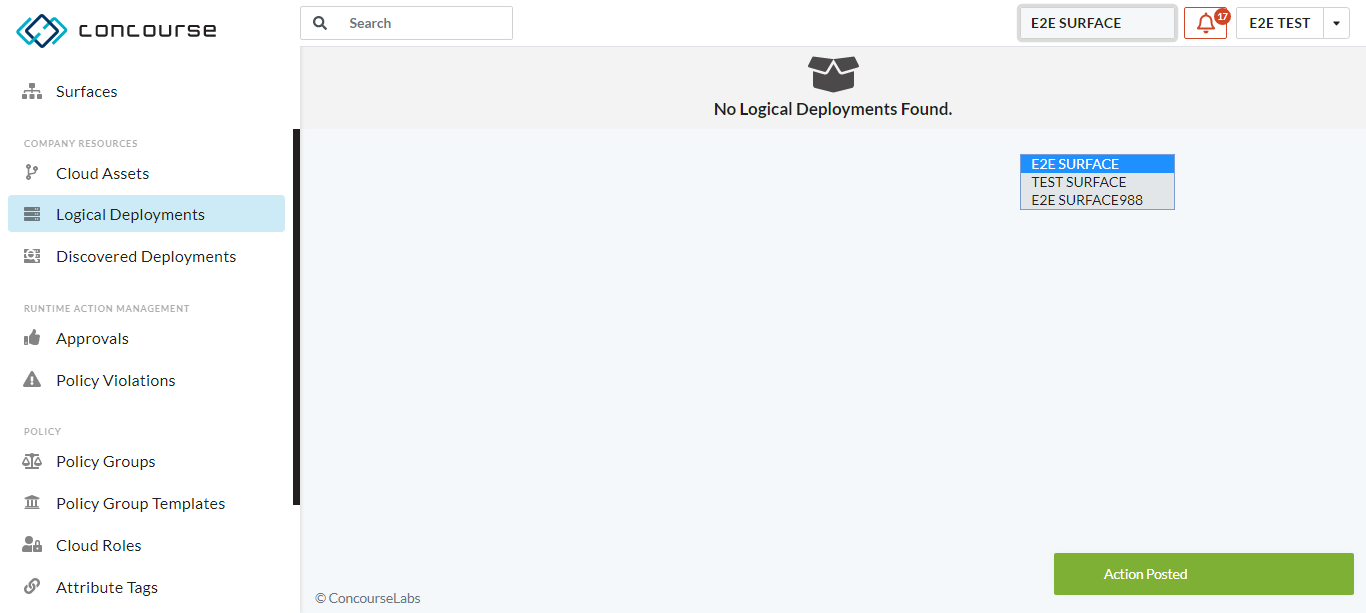 concourse
Search
E2E SURFACE
17
E2E TEST
Surfaces
COMPANY RESOURCES
Cloud Assets
Logical Deployments
Discovered Deployments
RUNTIME ACTION MANAGEMENT
Approvals
Policy Violations
POLICY
Policy Groups
Policy Group Templates
Cloud Roles
Attribute Tags
No Logical Deployments Found.
E2E SURFACE
TEST SURFACE
E2E SURFACE988
Action Posted
© ConcourseLabs